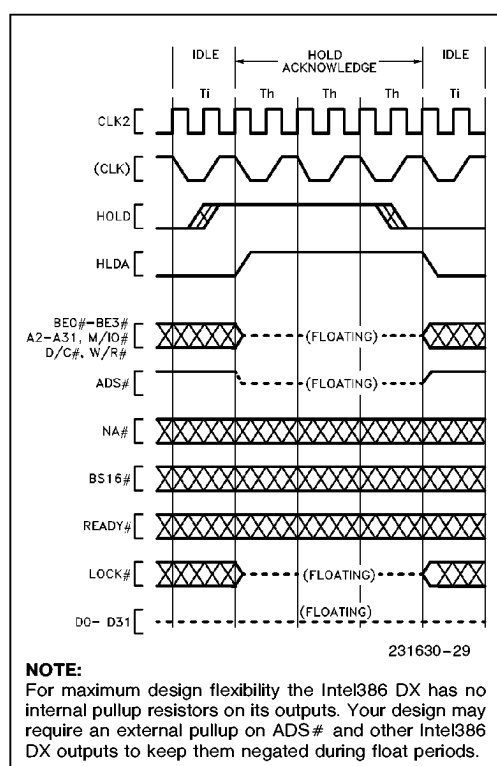 IDLE HOLD ACKNOWLEDGE IDLE
Ti Th Th Th Ti
CLK2
(CLK)
HOLD
HLDA
BE0#-BE3#
A2-A31, M/IO#
D/C#, W/R#
(FLOATING)
ADS#
(FLOATING)
NA#
BS16#
READY#
LOCK#
(FLOATING)
D0- D31
(FLOATING)
231630-29
NOTE:
For maximum design flexibility the Intel386 DX has no
internal pullup resistors on its outputs. Your design may
require an external pullup on ADS# and other Intel386
DX outputs to keep them negated during float periods.